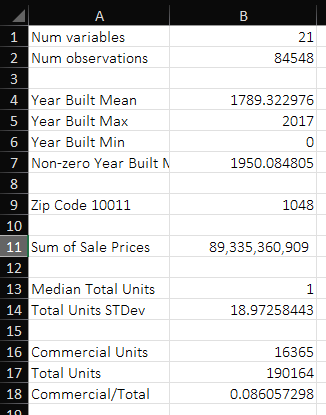 A B
1 Num variables 21
2 Num observations 84548
3
4 Year Built Mean 1789.322976
5 Year Built Max 2017
6 Year Built Min 0
7 Non-zero Year Built M 1950.084805
8
9 Zip Code 10011 1048
10
11 Sum of Sale Prices 89,335,360,909
12
13 Median Total Units 1
14 Total Units STDev 18.97258443
15
16 Commercial Units 16365
17 Total Units 190164
18 Commercial/Total 0.086057298